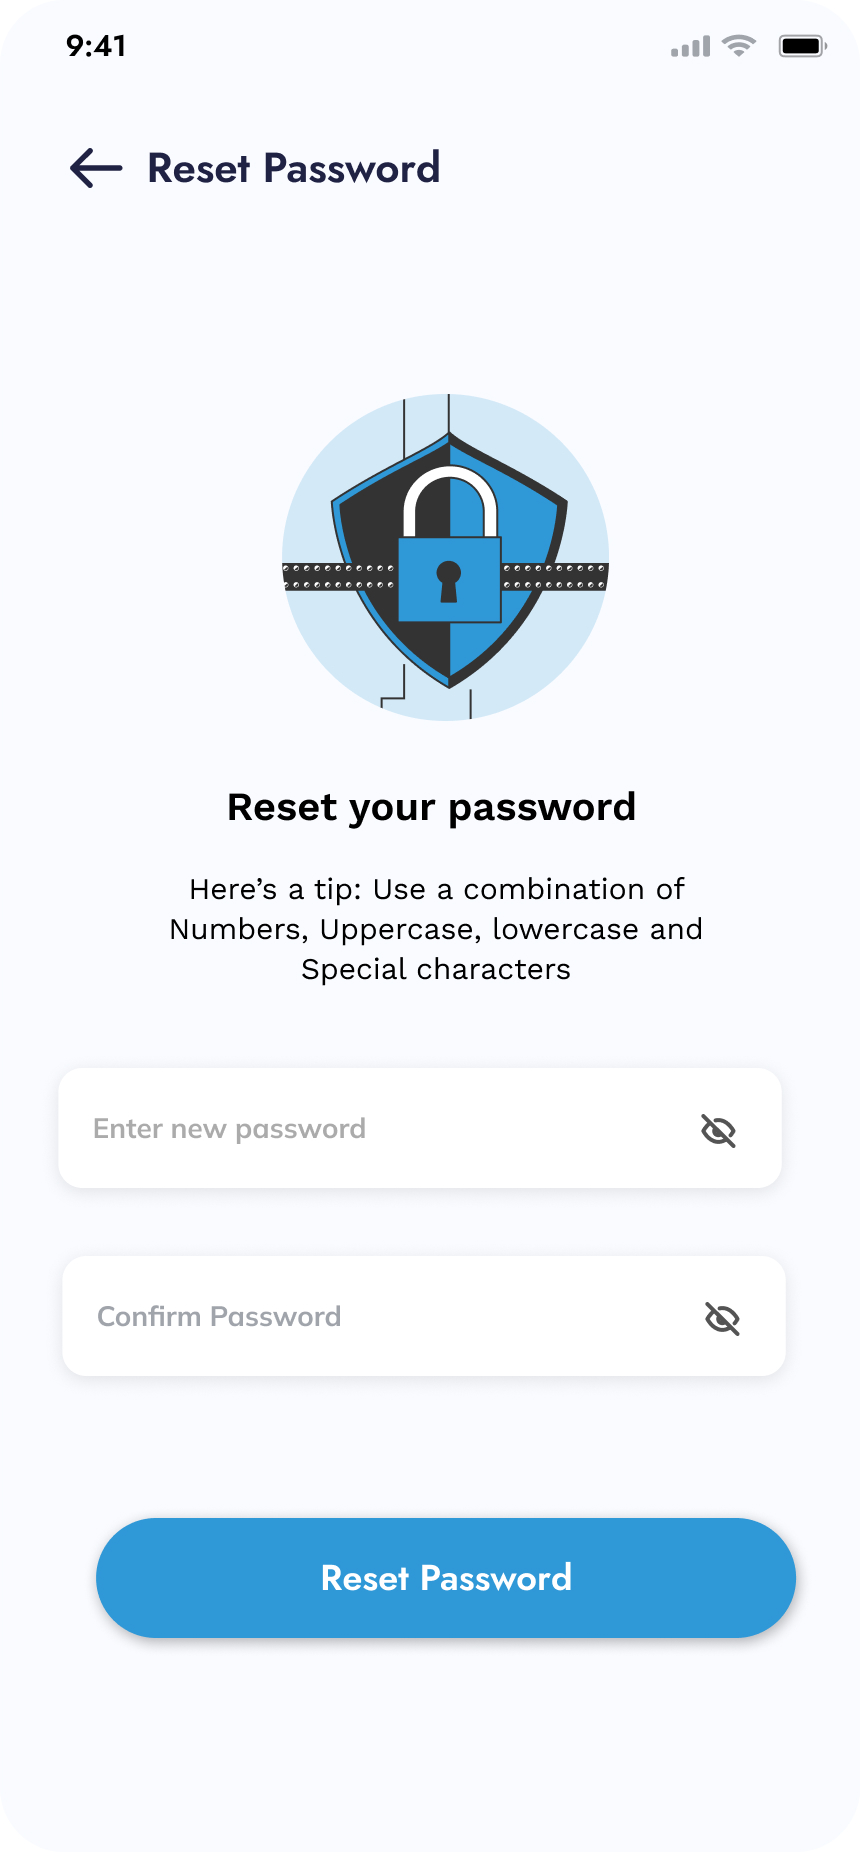 9:41
Reset Password
Reset your password
Here’s a tip: Use a combination of
Numbers, Uppercase, lowercase and
Special characters
Enter new password
Confirm Password
Reset Password